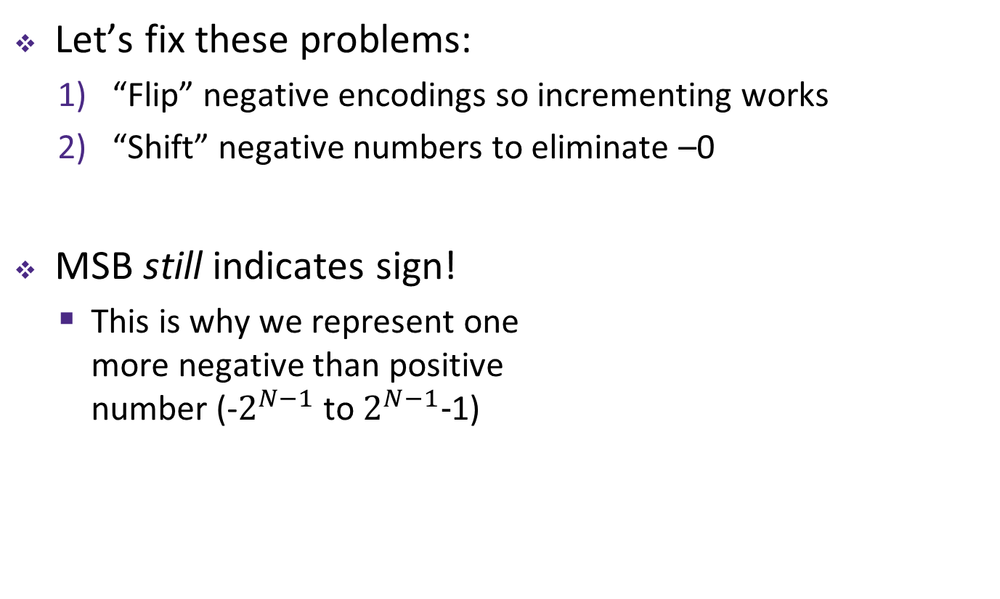 ❖ Let’s fix these problems:
1) “Flip” negative encodings so incrementing works
2) “Shift” negative numbers to eliminate –0
❖ MSB still indicates sign!
▪ This is why we represent one
more negative than positive
number (-2^{N−1} to 2^{N−1}-1)